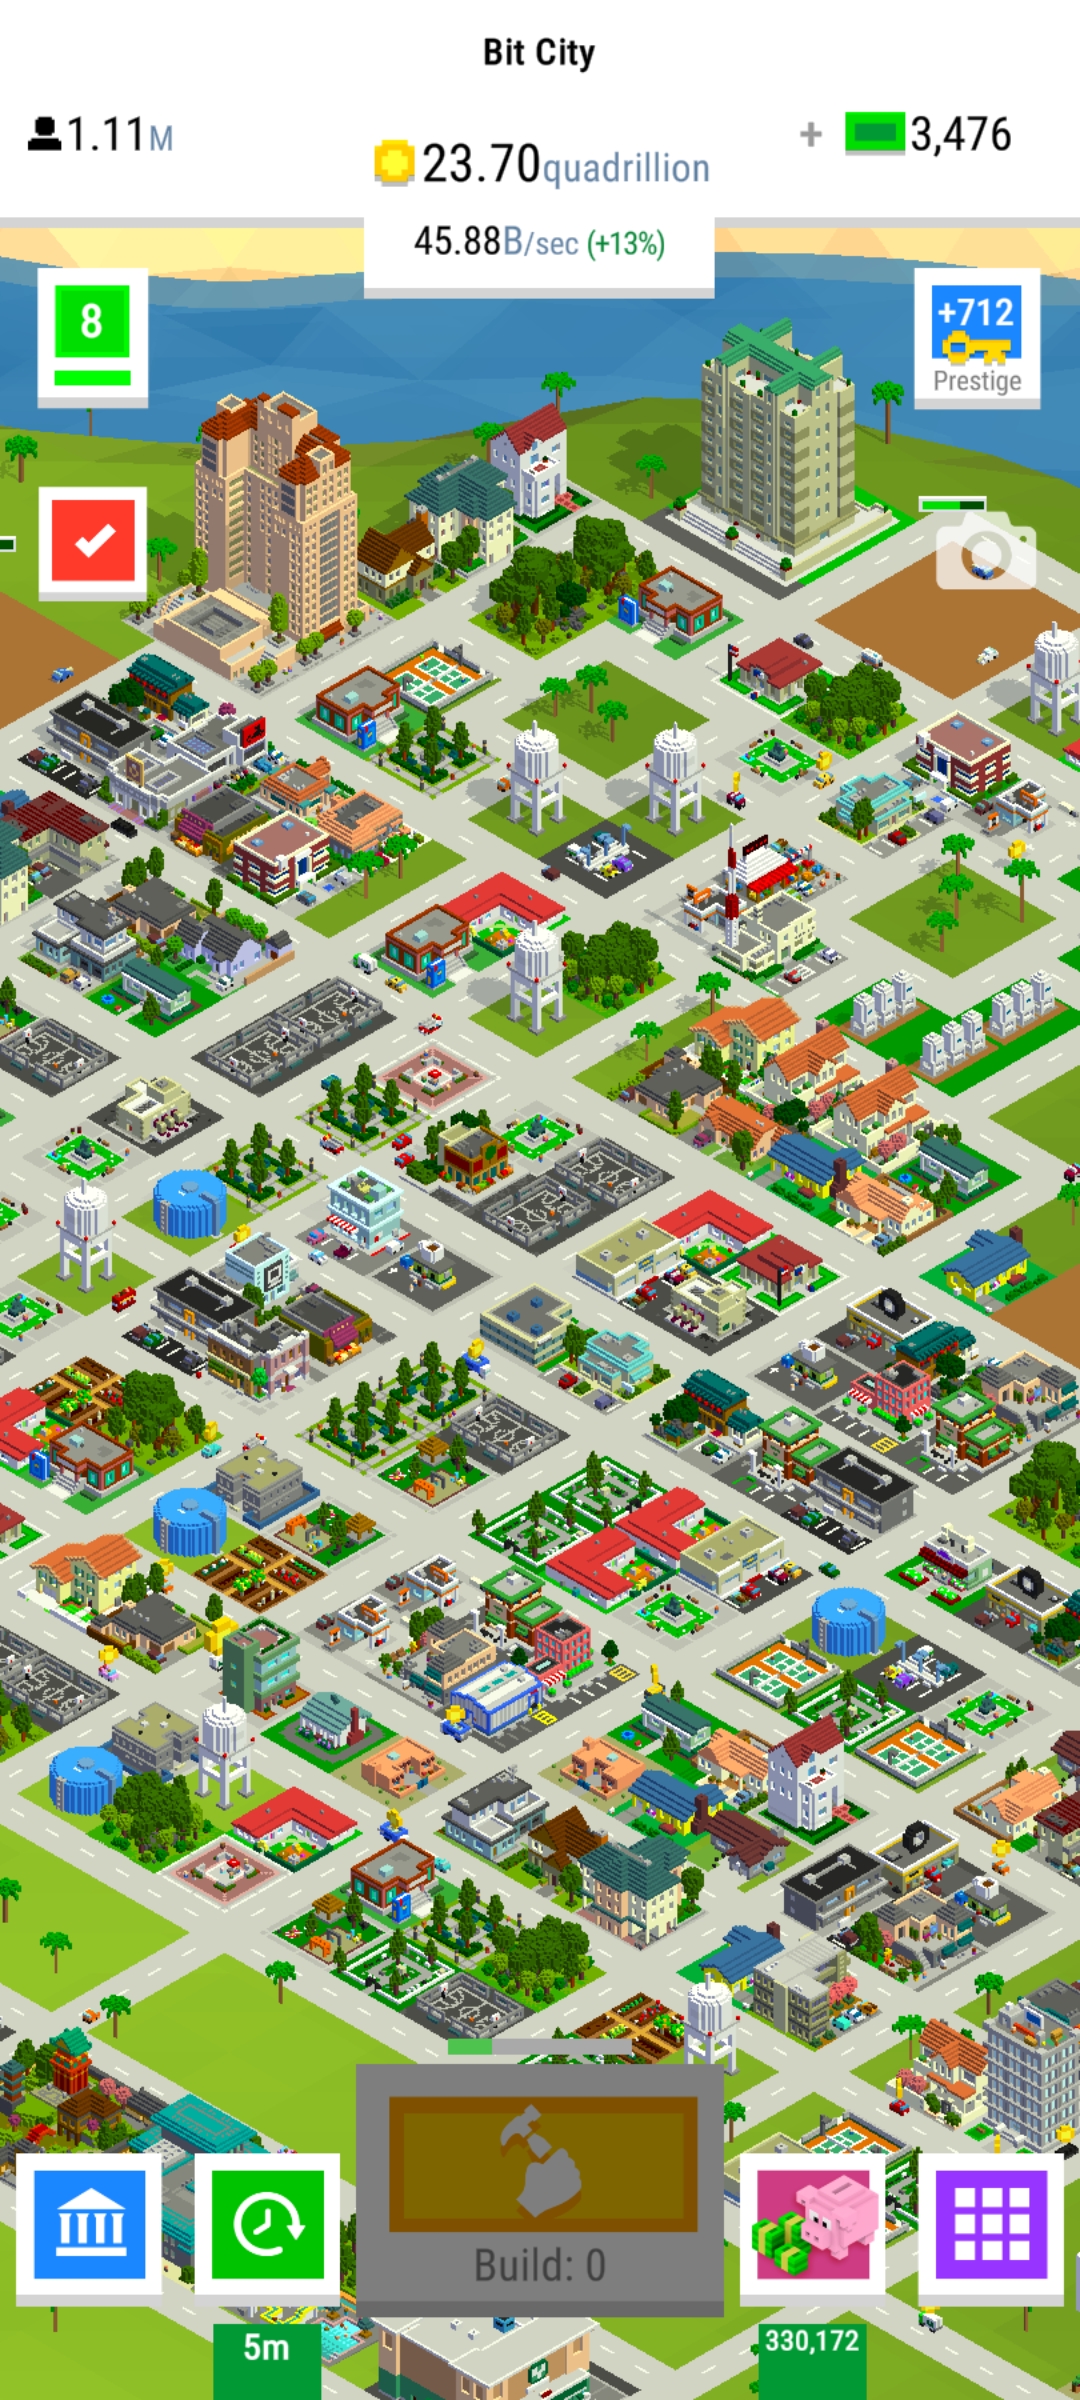 Bit City
1.11M
23.70quadrillion
+ 3,476
45.88B/sec (+13%)
8
+712
Prestige
Build: 0
5m
330,172